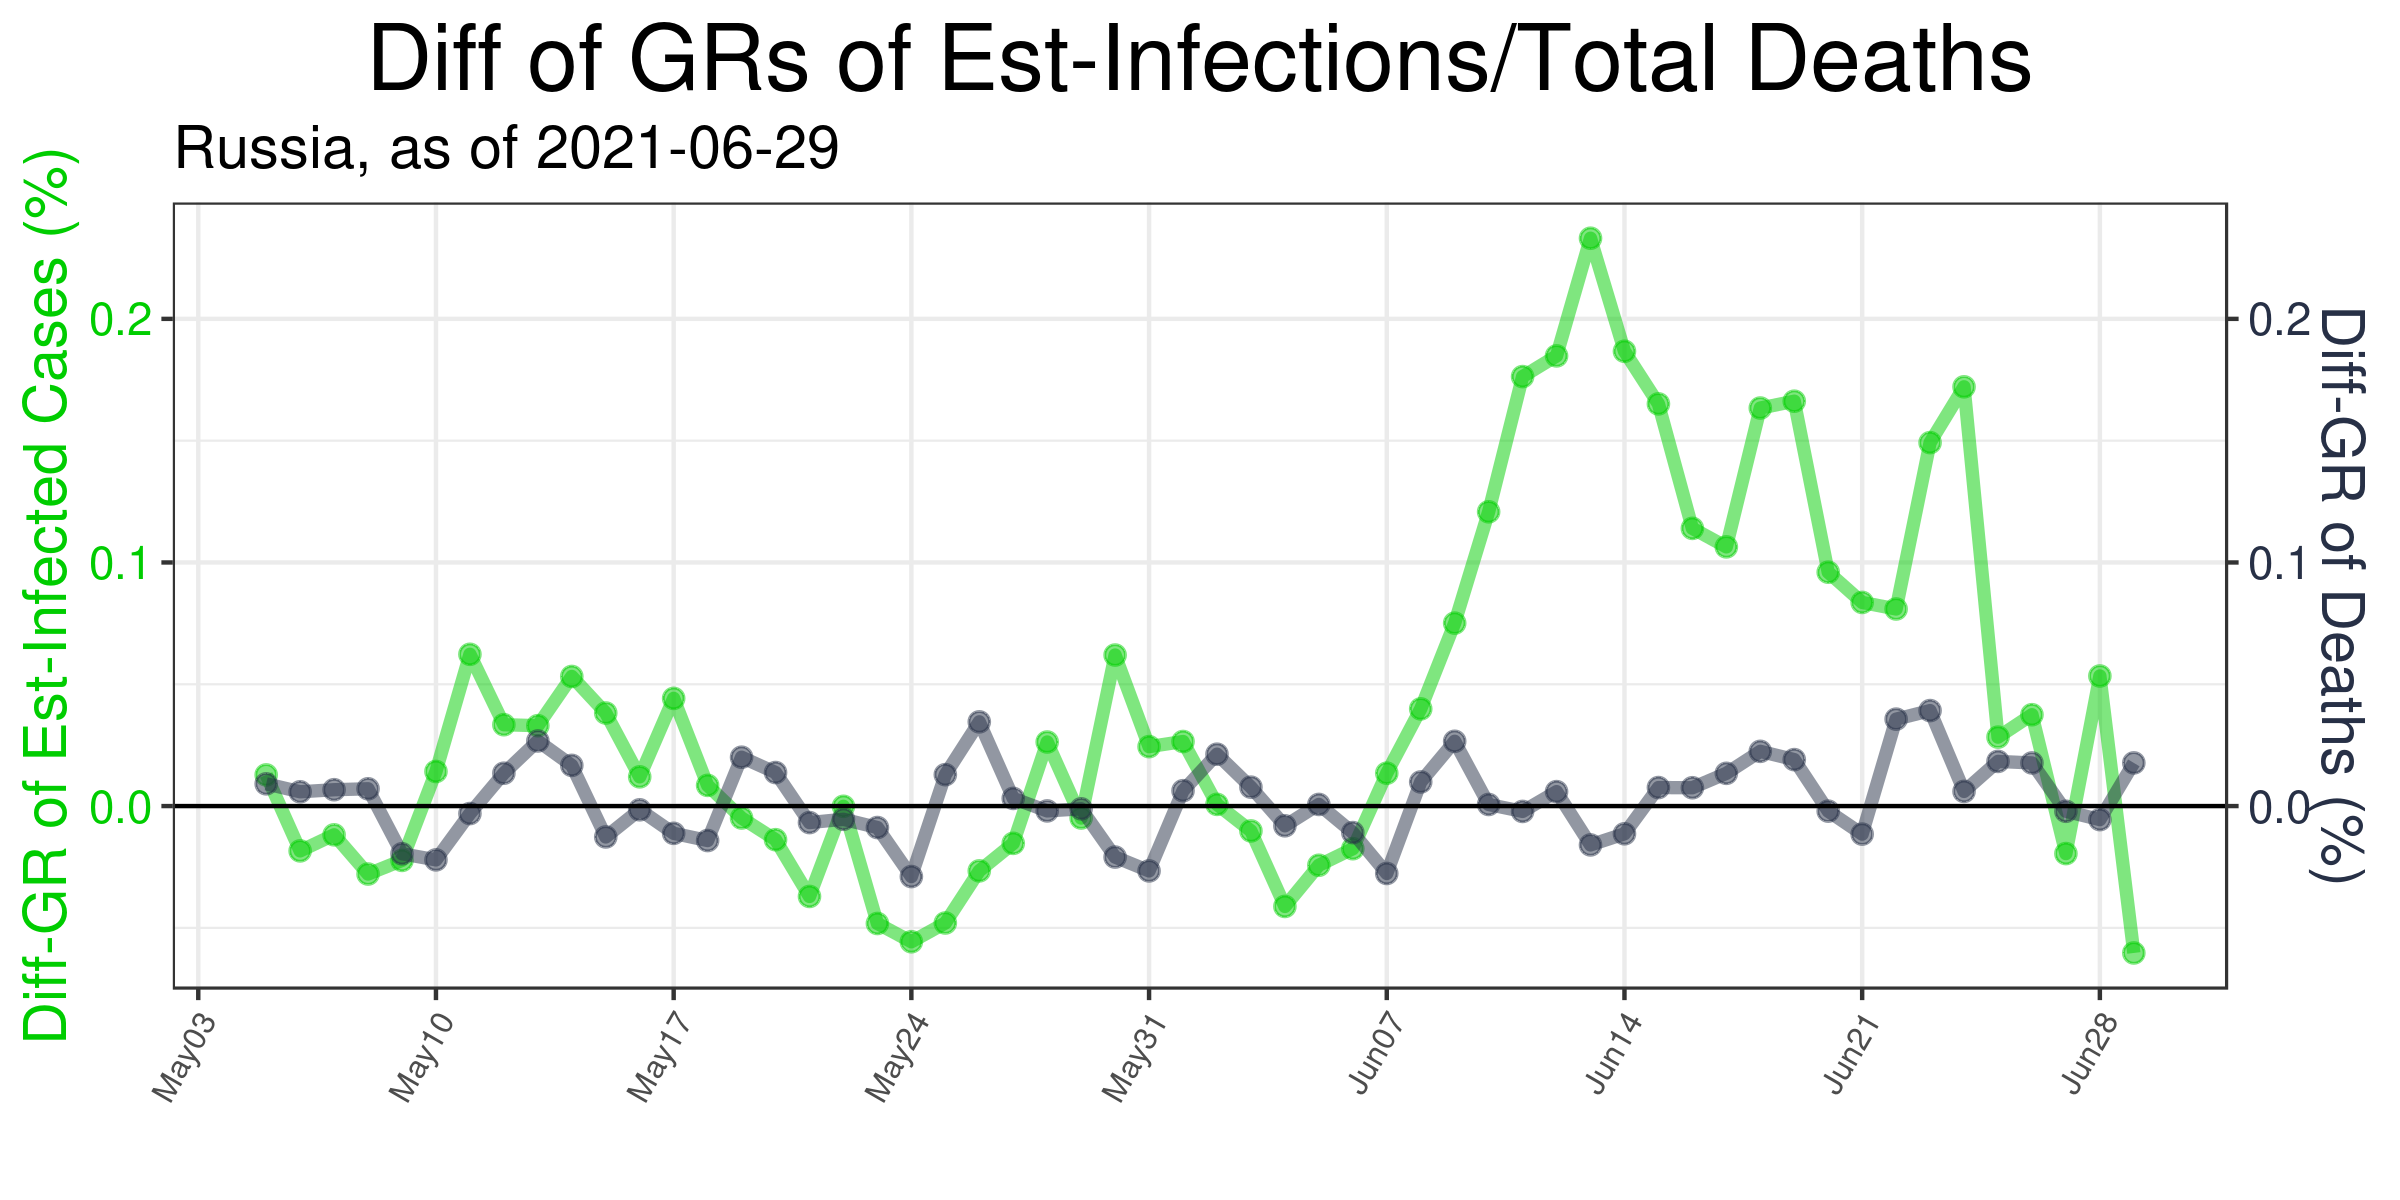 Diff of GRs of Est-Infections/Total Deaths
Russia, as of 2021-06-29
Diff-GR of Est-Infected Cases (%)
0.2
0.1
0.0
0.2
0.1
0.0
Diff-GR of Deaths (%)
May03
May10
May17
May24
May31
Jun07
Jun14
Jun21
Jun28